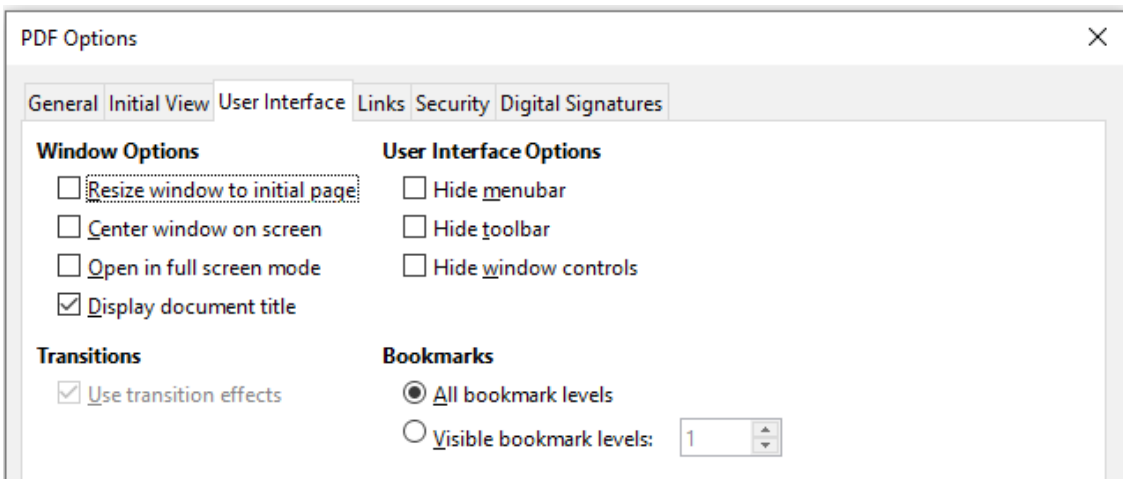 PDF Options
General Initial View User Interface Links Security Digital Signatures
Window Options
Resize window to initial page
Center window on screen
Open in full screen mode
Display document title
User Interface Options
Hide menubar
Hide toolbar
Hide window controls
Transitions
Use transition effects
Bookmarks
All bookmark levels
Visible bookmark levels: 1